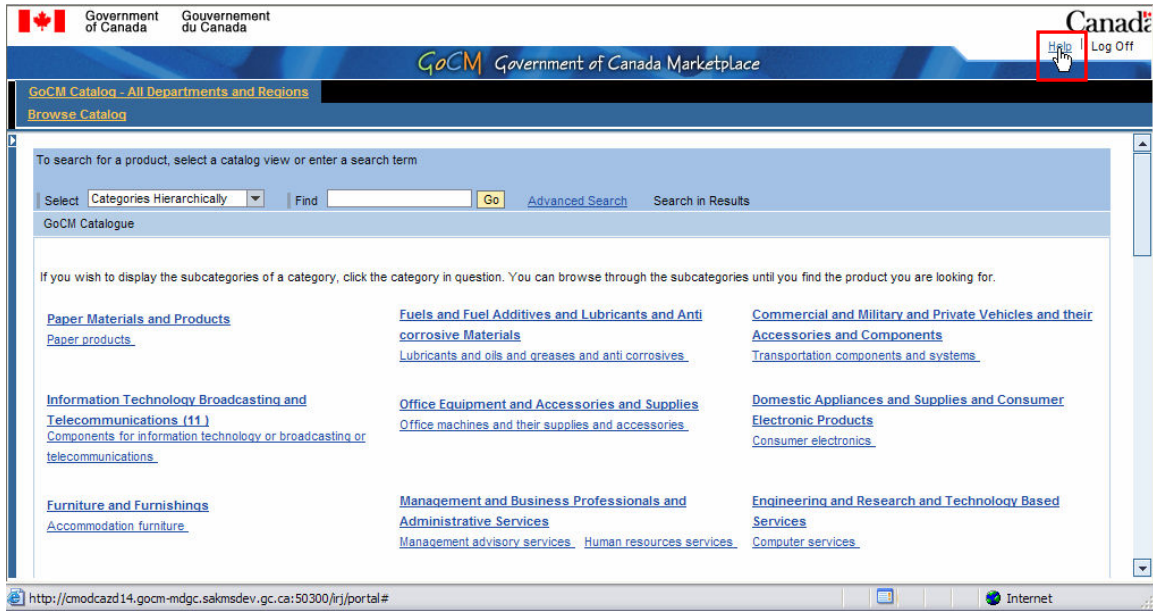 Government of Canada
Gouvernement du Canada
Canada
Help | Log Off
GoCM Government of Canada Marketplace
GoCM Catalog - All Departments and Regions
Browse Catalog
To search for a product, select a catalog view or enter a search term
Select Categories Hierarchically Find Go Advanced Search Search in Results
GoCM Catalogue
If you wish to display the subcategories of a category, click the category in question. You can browse through the subcategories until you find the product you are looking for.
Paper Materials and Products
Paper products
Fuels and Fuel Additives and Lubricants and Anti
corrosive Materials
Lubricants and oils and greases and anti corrosives
Commercial and Military and Private Vehicles and their
Accessories and Components
Transportation components and systems
Information Technology Broadcasting and
Telecommunications (11 )
Components for information technology or broadcasting or
telecommunications
Office Equipment and Accessories and Supplies
Office machines and their supplies and accessories
Domestic Appliances and Supplies and Consumer
Electronic Products
Consumer electronics
Furniture and Furnishings
Accommodation furniture
Management and Business Professionals and
Administrative Services
Management advisory services Human resources services
Engineering and Research and Technology Based
Services
Computer services
http://cmodcazd14.gocm-mdgc.sakmsdev.gc.ca:50300/irj/portal# Internet